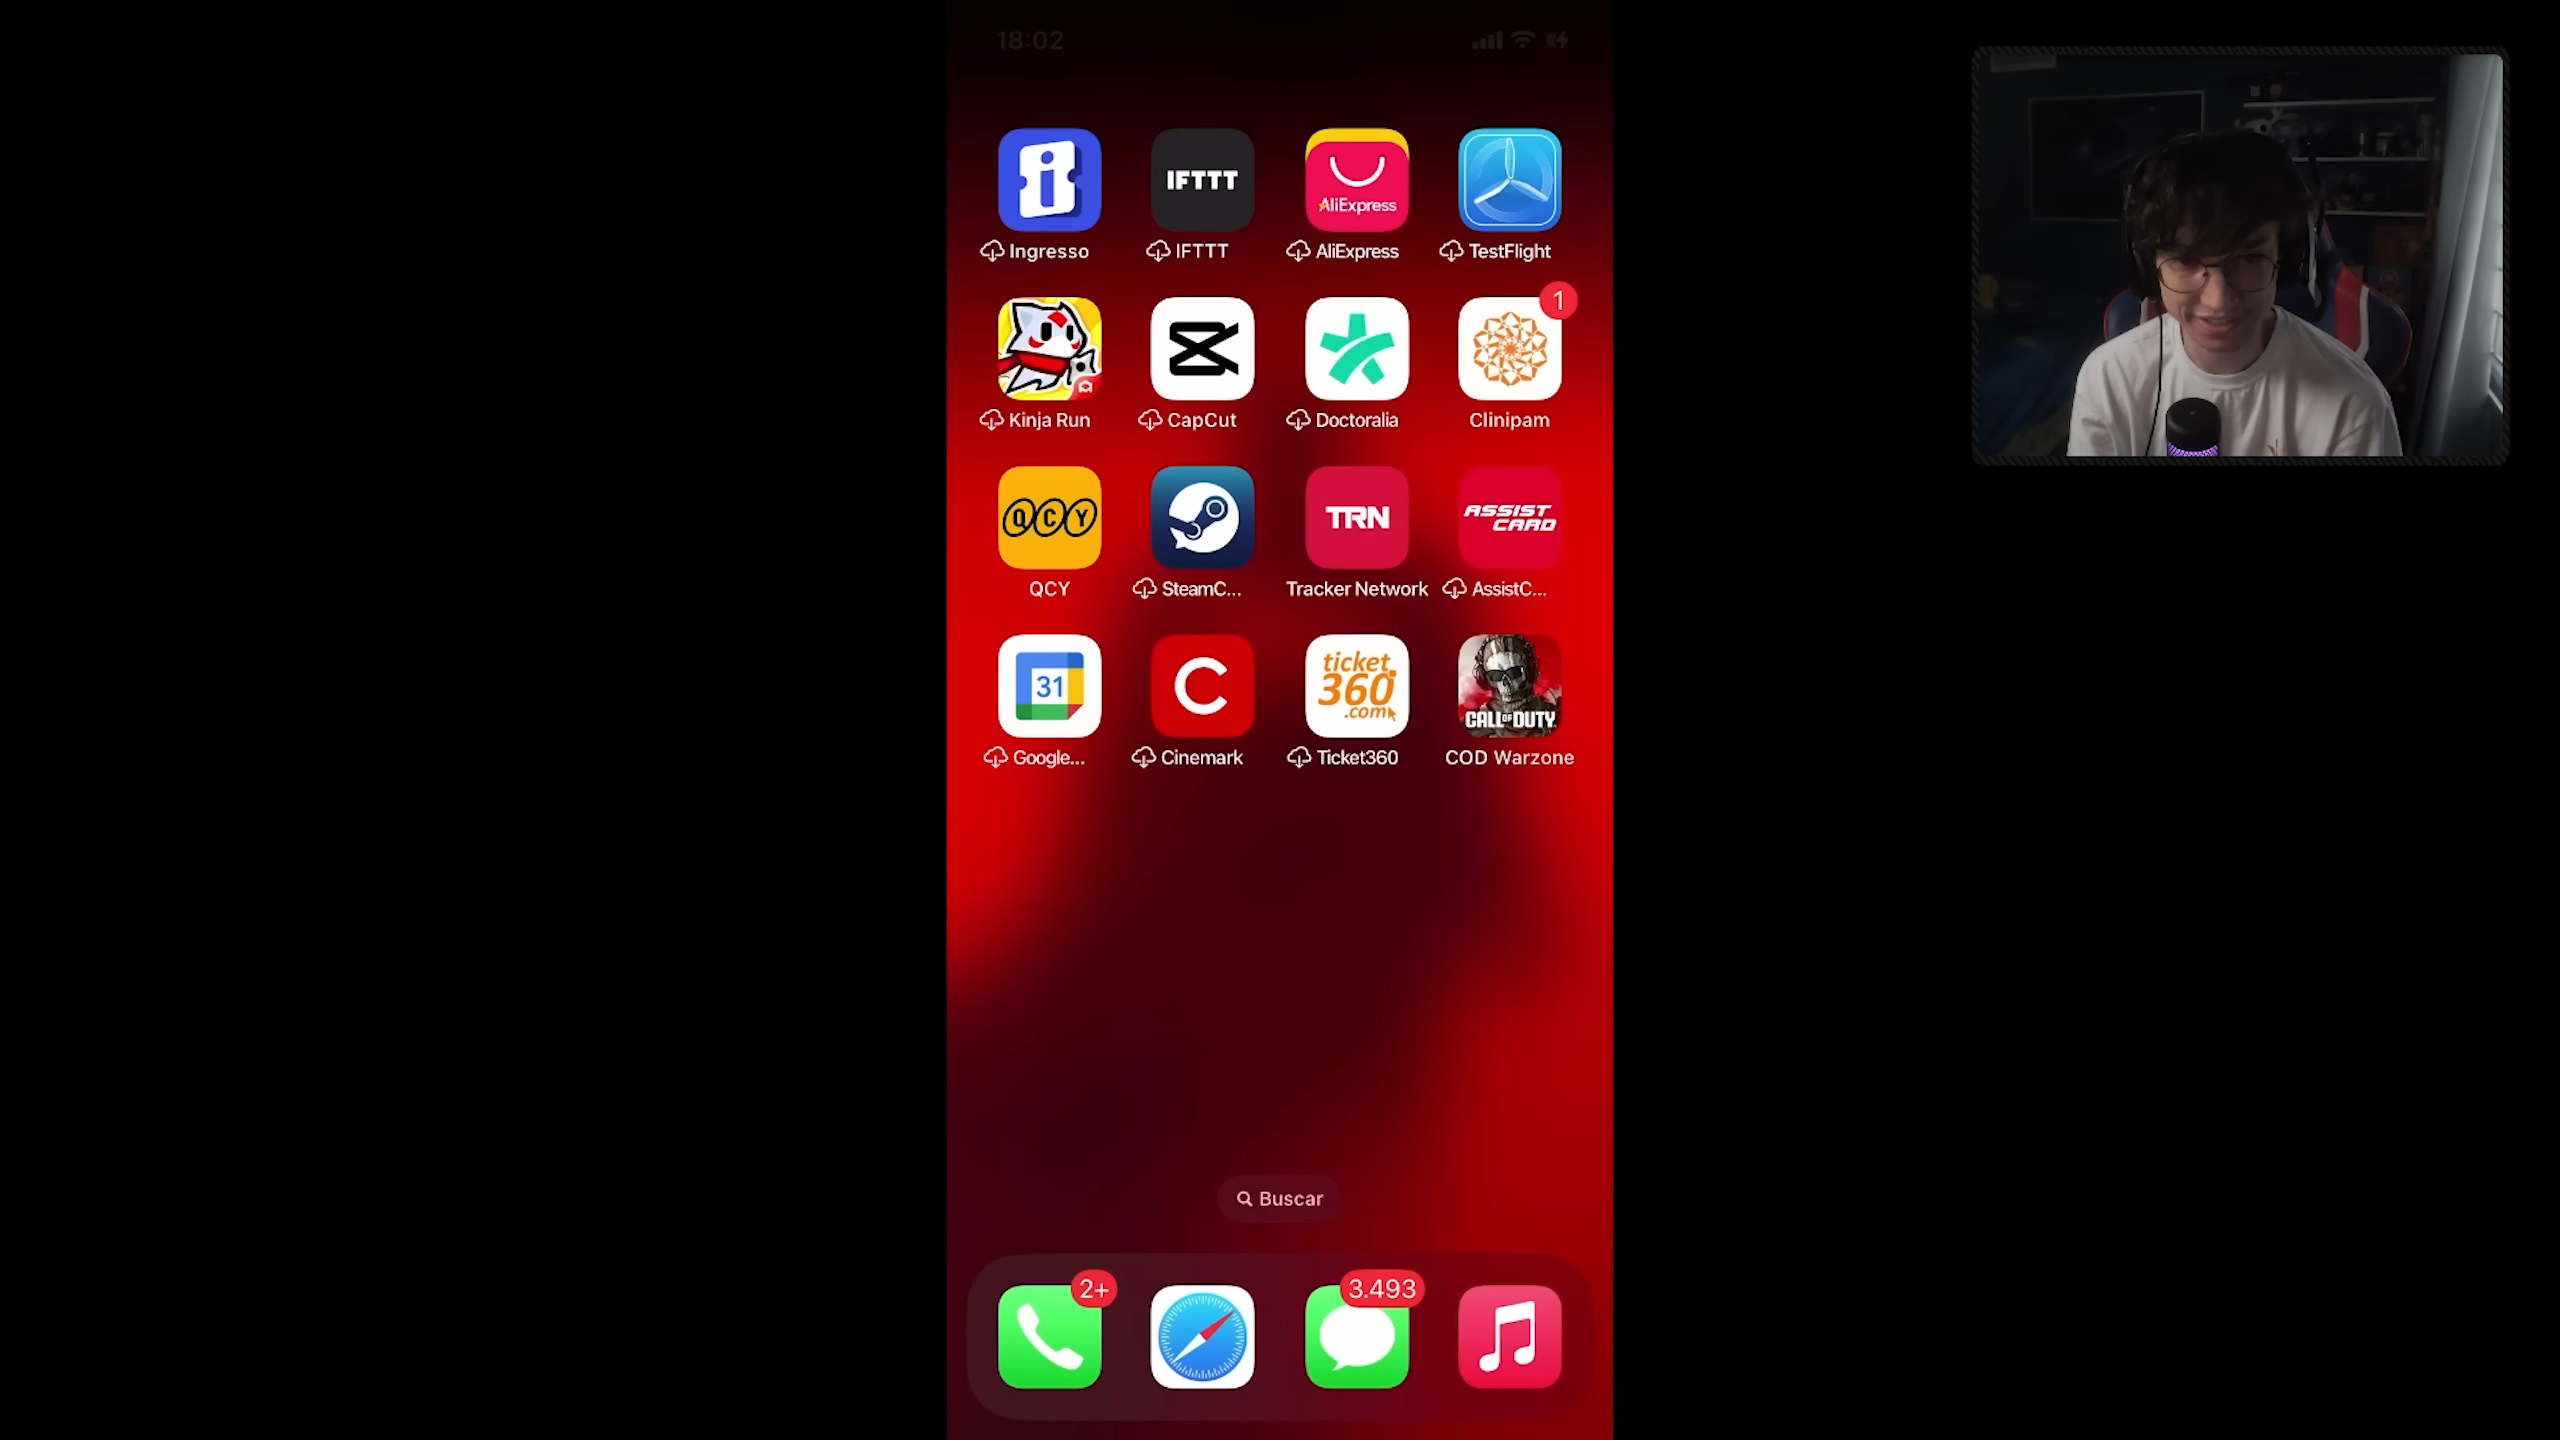 18:02
IFTTT
AliExpress
Ingresso
IFTTT
AliExpress
TestFlight
1
Kinja Run
CapCut
Doctoralia
Clinipam
QCY
TRN
ASSIST
CARD
QCY
SteamC...
Tracker Network
AssistC...
31
C
ticket
360
.com
CALL OF DUTY
Google...
Cinemark
Ticket360
COD Warzone
Buscar
2+
3.493